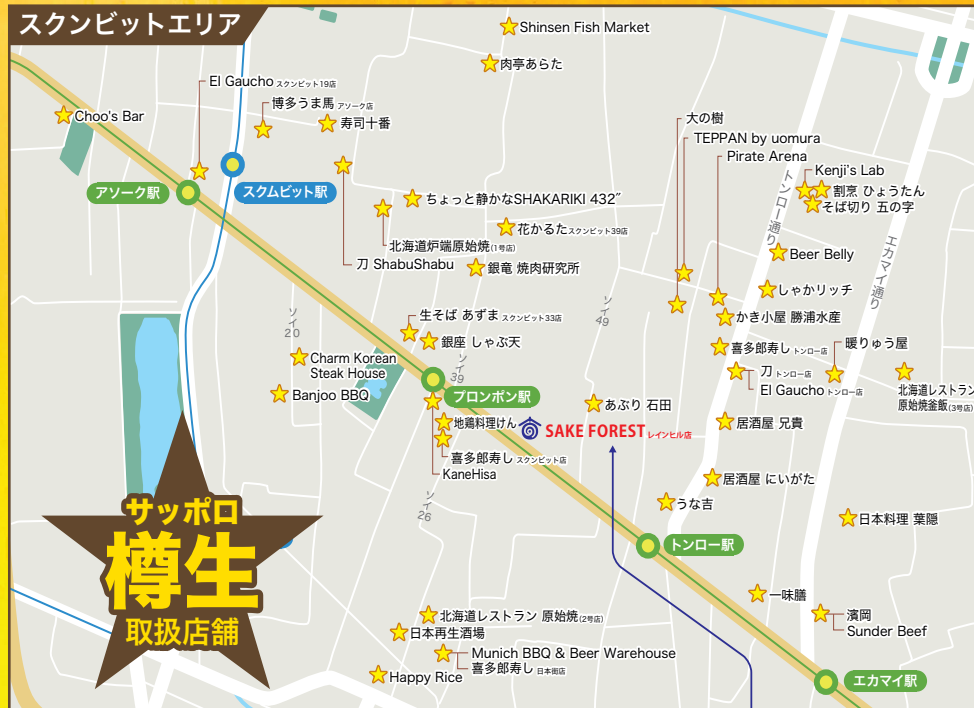 スクンビットエリア
Shinsen Fish Market
肉亭あらた
El Gaucho スクンビット19店
博多うま馬 アソーク店
Choo's Bar
寿司十番
大の樹
TEPPAN by uomura
Pirate Arena
Kenji's Lab
アソーク駅
スクムビット駅
割烹 ひょうたん
そば切り 五の字
ちょっと静かなSHAKARIKI 432″
トンロー通り
花かるたスクンビット39店
北海道炉端原始焼(1号店)
エカマイ通り
Beer Belly
刀 ShabuShabu
銀竜 焼肉研究所
しゃかリッチ
ソイ20
ソイ49
生そば あずま スクンビット33店
かき小屋 勝浦水産
銀座 しゃぶ天
喜多郎寿し トンロー店
暖りゅう屋
Charm Korean
Steak House
ソイ39
刀 トンロー店
El Gaucho トンロー店
北海道レストラン
原始焼釜飯(3号店)
Banjoo BBQ
プロンポン駅
あぶり 石田
地鶏料理けん
SAKE FOREST レインヒル店
居酒屋 兄貴
喜多郎寿し スクンビット店
KaneHisa
居酒屋 にいがた
ソイ26
うな吉
日本料理 葉隠
サッポロ
樽生
取扱店舗
トンロー駅
一味膳
濱岡
Sunder Beef
北海道レストラン 原始焼(2号店)
日本再生酒場
Munich BBQ & Beer Warehouse
喜多郎寿し 日本街店
Happy Rice
エカマイ駅